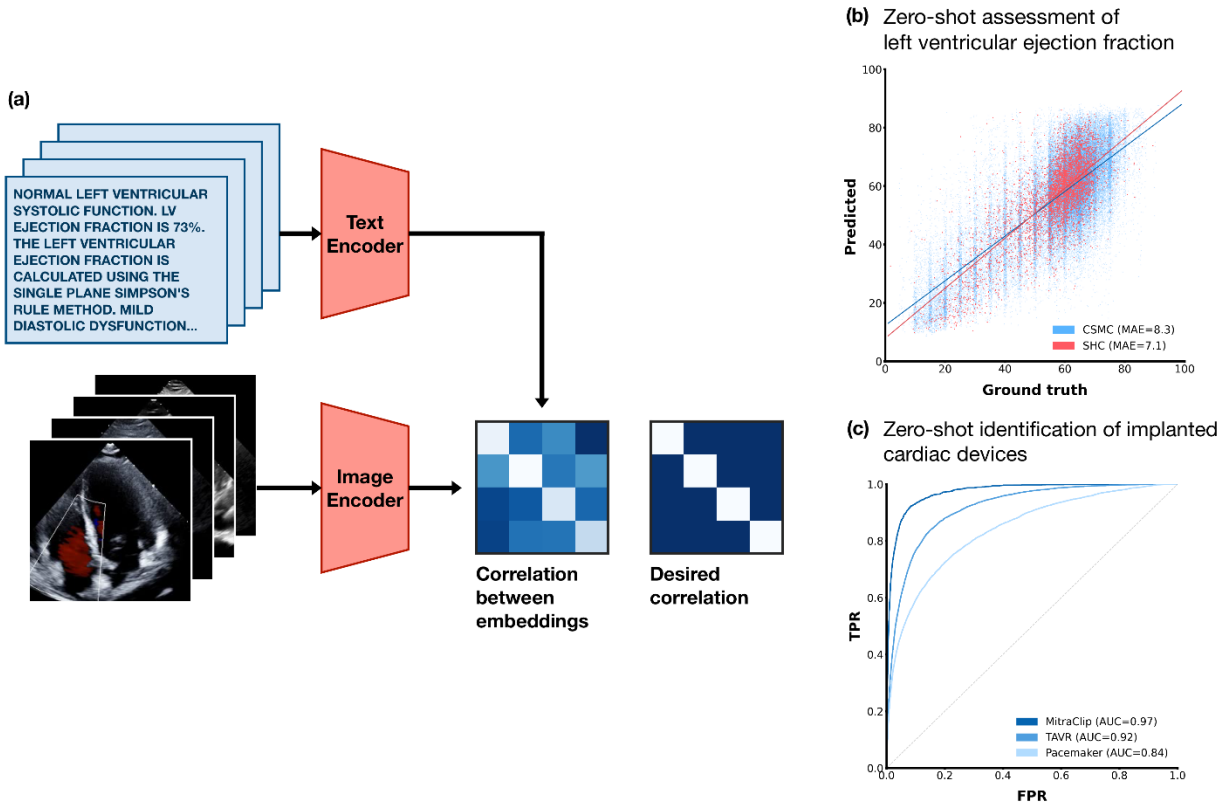 (a)
NORMAL LEFT VENTRICULAR
SYSTOLIC FUNCTION. LV
EJECTION FRACTION IS 73%.
THE LEFT VENTRICULAR
EJECTION FRACTION IS
CALCULATED USING THE
SINGLE PLANE SIMPSON'S
RULE METHOD. MILD
DIASTOLIC DYSFUNCTION...
Text
Encoder
Image
Encoder
Correlation
between
embeddings
Desired
correlation
(b) Zero-shot assessment of
left ventricular ejection fraction
Predicted
100
80
60
40
20
0
0 20 40 60 80 100
Ground truth
CSMC (MAE=8.3)
SHC (MAE=7.1)
(c) Zero-shot identification of implanted
cardiac devices
TPR
1.0
0.8
0.6
0.4
0.2
0.0
0.0 0.2 0.4 0.6 0.8 1.0
FPR
MitraClip (AUC=0.97)
TAVR (AUC=0.92)
Pacemaker (AUC=0.84)